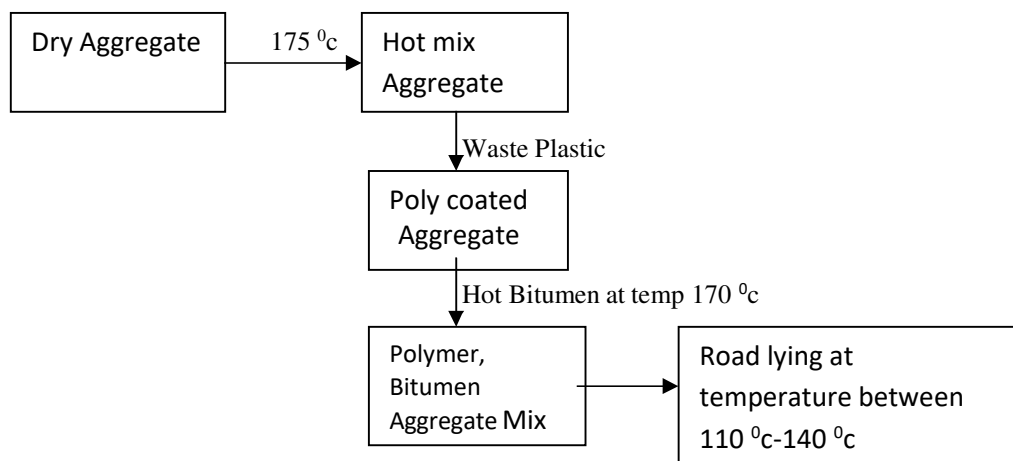 Dry Aggregate
175 ⁰c
Hot mix
Aggregate
Waste Plastic
Poly coated
Aggregate
Hot Bitumen at temp 170 ⁰c
Polymer,
Bitumen
Aggregate Mix
Road lying at
temperature between
110 ⁰c-140 ⁰c